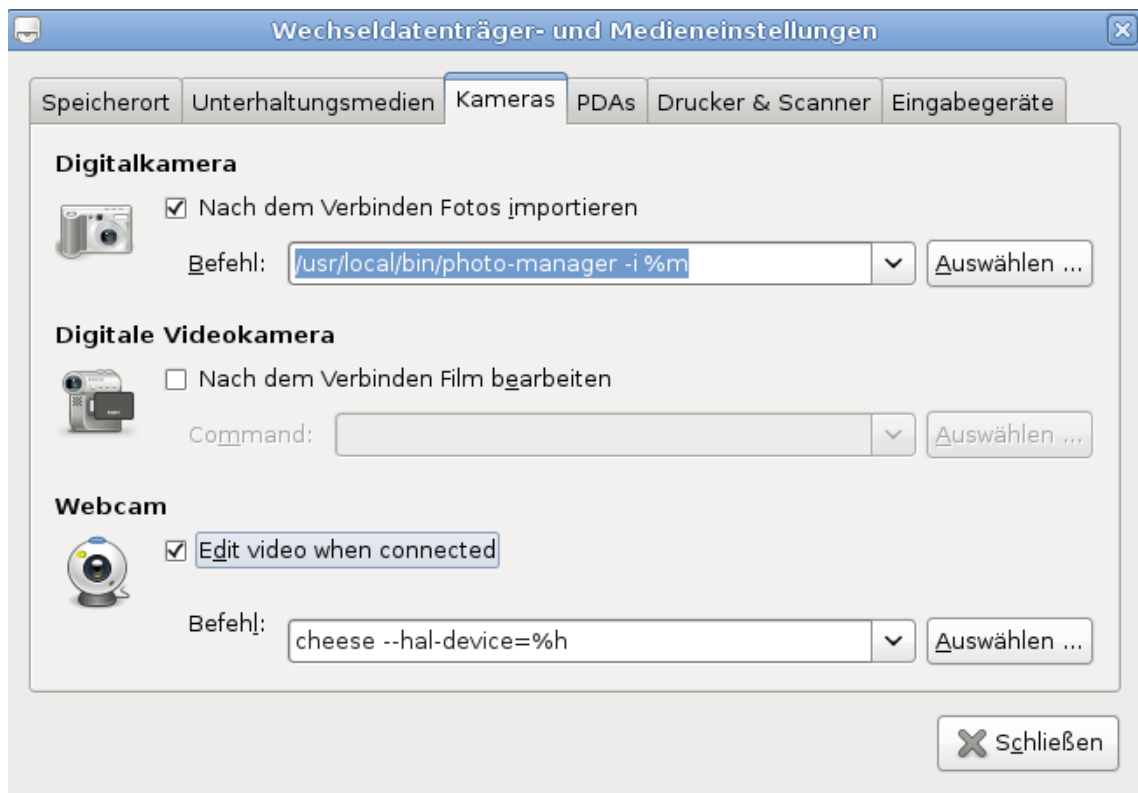 Wechseldatenträger- und Medieneinstellungen
Speicherort Unterhaltungsmedien Kameras PDAs Drucker & Scanner Eingabegeräte
Digitalkamera
Nach dem Verbinden Fotos importieren
Befehl: /usr/local/bin/photo-manager -i %m Auswählen ...
Digitale Videokamera
Nach dem Verbinden Film bearbeiten
Command: Auswählen ...
Webcam
Edit video when connected
Befehl: cheese --hal-device=%h Auswählen ...
Schließen